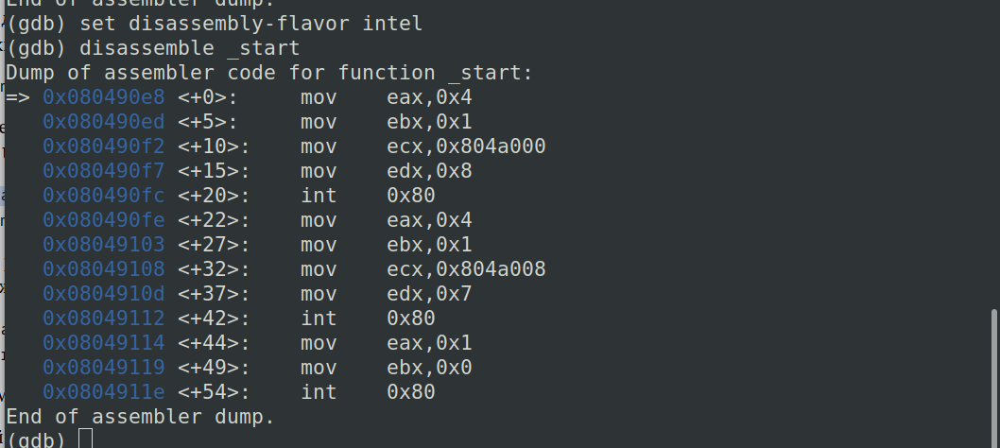 End of assembler dump.
(gdb) set disassembly-flavor intel
(gdb) disassemble _start
Dump of assembler code for function _start:
=> 0x080490e8 <+0>:     mov    eax,0x4
   0x080490ed <+5>:     mov    ebx,0x1
   0x080490f2 <+10>:    mov    ecx,0x804a000
   0x080490f7 <+15>:    mov    edx,0x8
   0x080490fc <+20>:    int    0x80
   0x080490fe <+22>:    mov    eax,0x4
   0x08049103 <+27>:    mov    ebx,0x1
   0x08049108 <+32>:    mov    ecx,0x804a008
   0x0804910d <+37>:    mov    edx,0x7
   0x08049112 <+42>:    int    0x80
   0x08049114 <+44>:    mov    eax,0x1
   0x08049119 <+49>:    mov    ebx,0x0
   0x0804911e <+54>:    int    0x80
End of assembler dump.
(gdb)